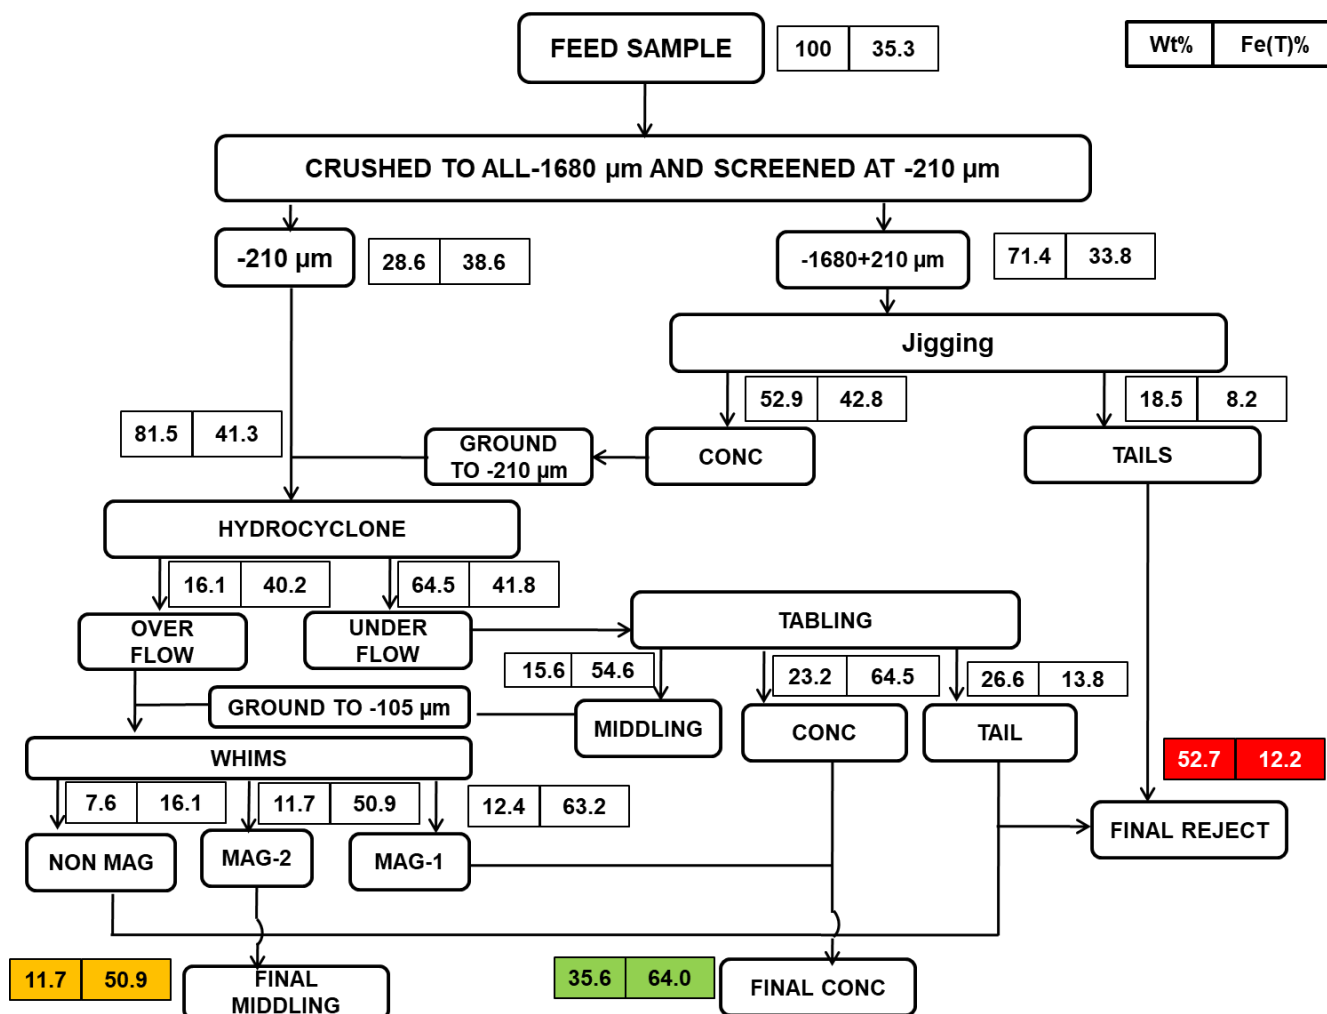 FEED SAMPLE
100 35.3
Wt% Fe(T)%
CRUSHED TO ALL-1680 µm AND SCREENED AT -210 µm
-210 µm
28.6 38.6
-1680+210 µm
71.4 33.8
Jigging
52.9 42.8
18.5 8.2
81.5 41.3
GROUND
TO -210 µm
CONC
TAILS
HYDROCYCLONE
16.1 40.2
64.5 41.8
OVER
FLOW
UNDER
FLOW
TABLING
15.6 54.6
23.2 64.5
26.6 13.8
GROUND TO -105 µm
MIDDLING
CONC
TAIL
WHIMS
7.6 16.1
11.7 50.9
12.4 63.2
52.7 12.2
NON MAG
MAG-2
MAG-1
FINAL REJECT
11.7 50.9
FINAL
MIDDLING
35.6 64.0
FINAL CONC